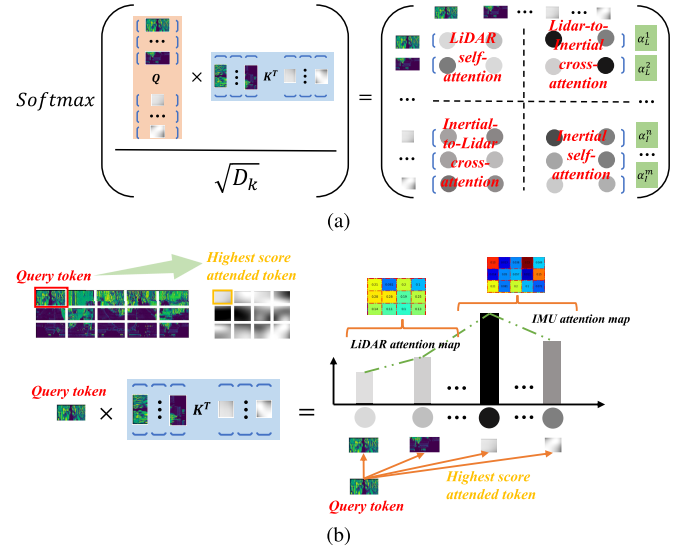 Softmax
Q
×
K^T
√D_k
=
LiDAR
self-
attention
Lidar-to-
Inertial
cross-
attention
Inertial-
to-Lidar
cross-
attention
Inertial
self-
attention
α_L^1
α_L^2
...
α_I^n
...
α_I^m
(a)
Query token
Highest score
attended token
LiDAR attention map
IMU attention map
Query token
×
K^T
=
Query token
Highest score
attended token
(b)